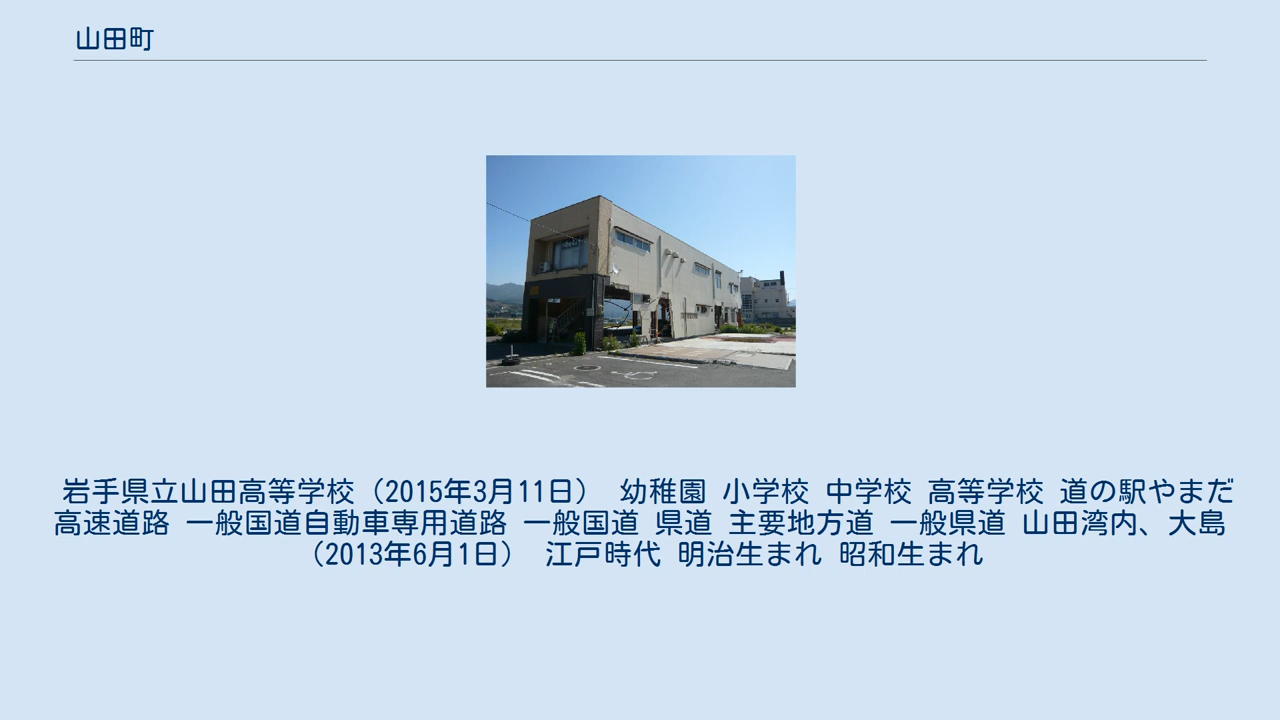 山田町
岩手県立山田高等学校（2015年3月11日） 幼稚園 小学校 中学校 高等学校 道の駅やまだ
高速道路 一般国道自動車専用道路 一般国道 県道 主要地方道 一般県道 山田湾内、大島
（2013年6月1日） 江戸時代 明治生まれ 昭和生まれ